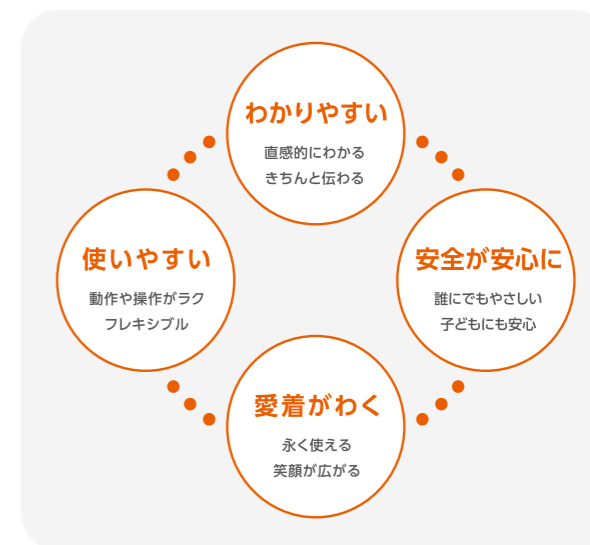 わかりやすい
直感的にわかる
きちんと伝わる
使いやすい
動作や操作がラク
フレキシブル
安全が安心に
誰にでもやさしい
子どもにも安心
愛着がわく
永く使える
笑顔が広がる